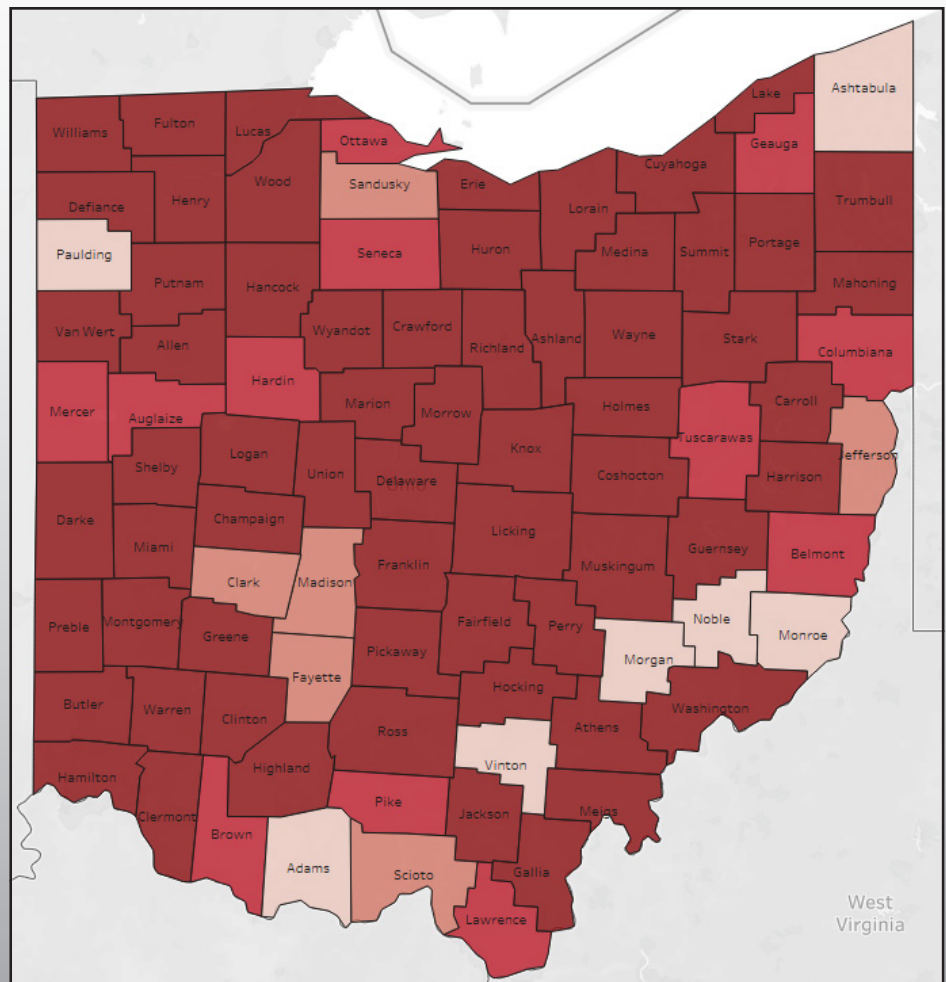 Ashtabula
Lake
Geauga
Williams
Fulton
Lucas
Ottawa
Cuyahoga
Wood
Sandusky
Erie
Lorain
Trumbull
Defiance
Henry
Paulding
Seneca
Huron
Medina
Summit
Portage
Putnam
Hancock
Mahoning
Van Wert
Allen
Wyandot
Crawford
Richland
Ashland
Wayne
Stark
Columbiana
Mercer
Auglaize
Hardin
Marion
Morrow
Holmes
Carroll
Tuscarawas
Shelby
Logan
Union
Delaware
Ohio
Knox
Coshocton
Harrison
Jefferson
Darke
Miami
Champaign
Licking
Guernsey
Belmont
Clark
Madison
Franklin
Muskingum
Preble
Montgomery
Greene
Fairfield
Perry
Noble
Monroe
Pickaway
Morgan
Fayette
Hocking
Butler
Warren
Clinton
Ross
Athens
Washington
Hamilton
Highland
Vinton
Clermont
Brown
Pike
Jackson
Meigs
Adams
Scioto
Gallia
Lawrence
West
Virginia